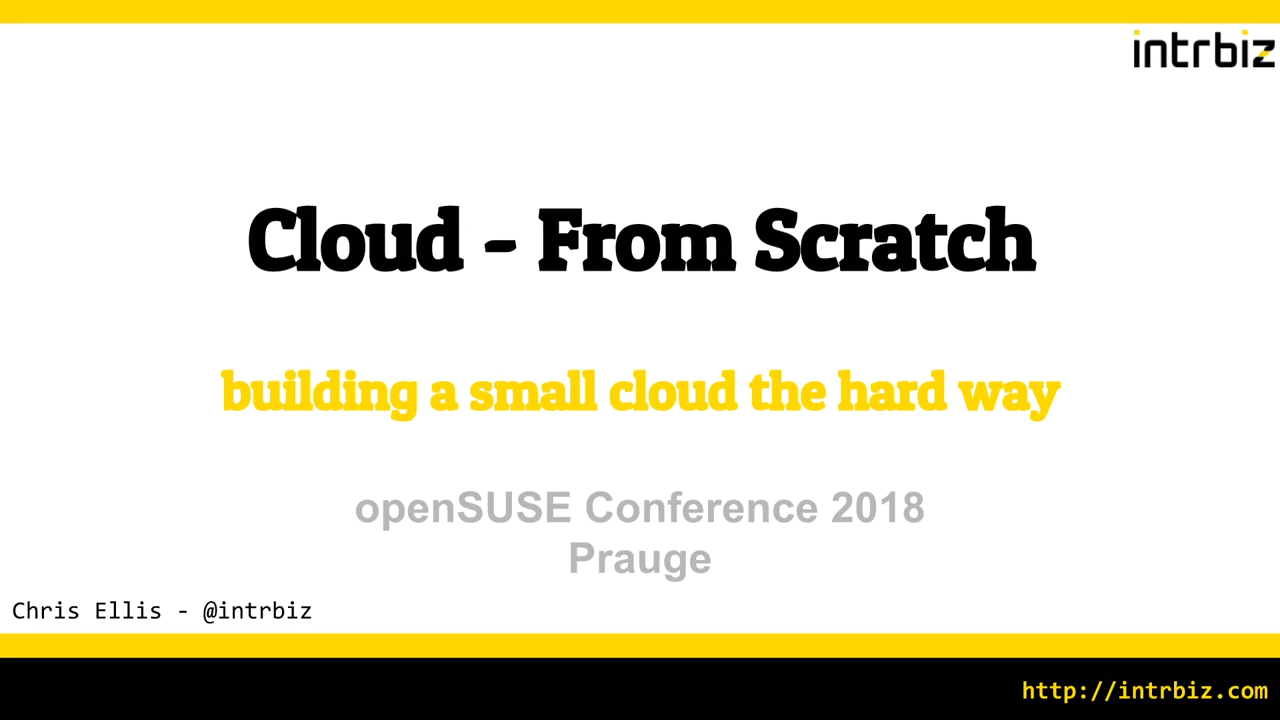 intrbiz
Cloud - From Scratch
building a small cloud the hard way
openSUSE Conference 2018
Prauge
Chris Ellis - @intrbiz
http://intrbiz.com